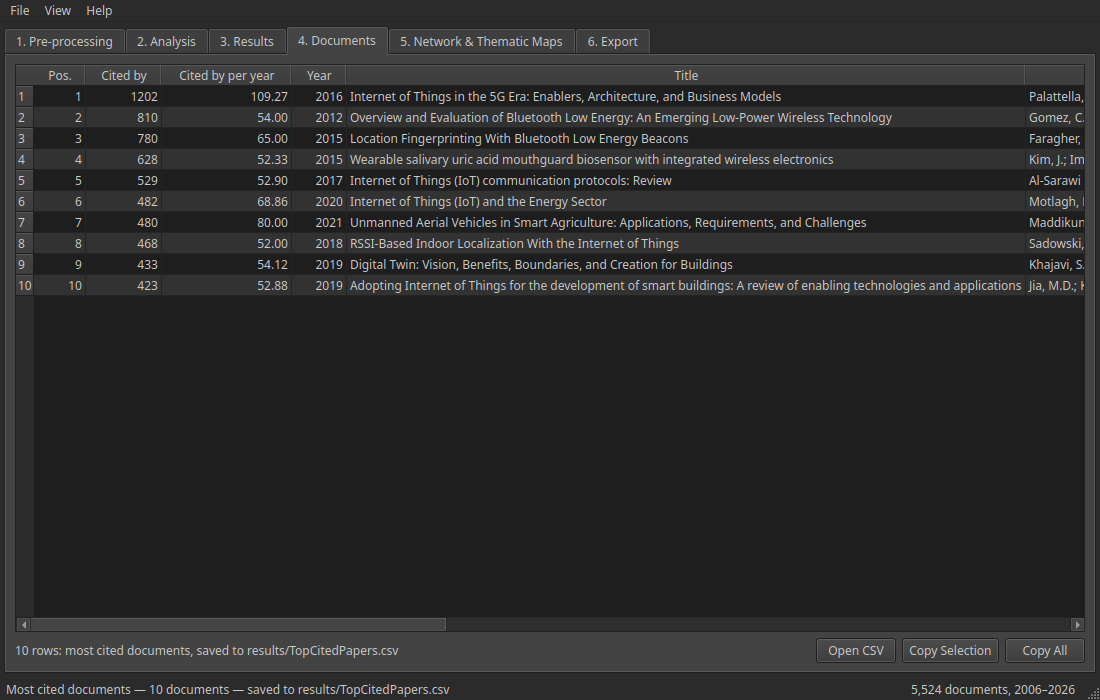 File View Help
1. Pre-processing 2. Analysis 3. Results 4. Documents 5. Network & Thematic Maps 6. Export
Pos. Cited by Cited by per year Year Title
1 1 1202 109.27 2016 Internet of Things in the 5G Era: Enablers, Architecture, and Business Models Palattella,
2 2 810 54.00 2012 Overview and Evaluation of Bluetooth Low Energy: An Emerging Low-Power Wireless Technology Gomez, C.
3 3 780 65.00 2015 Location Fingerprinting With Bluetooth Low Energy Beacons Faragher,
4 4 628 52.33 2015 Wearable salivary uric acid mouthguard biosensor with integrated wireless electronics Kim, J.; Im
5 5 529 52.90 2017 Internet of Things (IoT) communication protocols: Review Al-Sarawi
6 6 482 68.86 2020 Internet of Things (IoT) and the Energy Sector Motlagh,
7 7 480 80.00 2021 Unmanned Aerial Vehicles in Smart Agriculture: Applications, Requirements, and Challenges Maddikun
8 8 468 52.00 2018 RSSI-Based Indoor Localization With the Internet of Things Sadowski,
9 9 433 54.12 2019 Digital Twin: Vision, Benefits, Boundaries, and Creation for Buildings Khajavi, S.
10 10 423 52.88 2019 Adopting Internet of Things for the development of smart buildings: A review of enabling technologies and applications Jia, M.D.;
10 rows: most cited documents, saved to results/TopCitedPapers.csv Open CSV Copy Selection Copy All
Most cited documents — 10 documents — saved to results/TopCitedPapers.csv 5,524 documents, 2006–2026